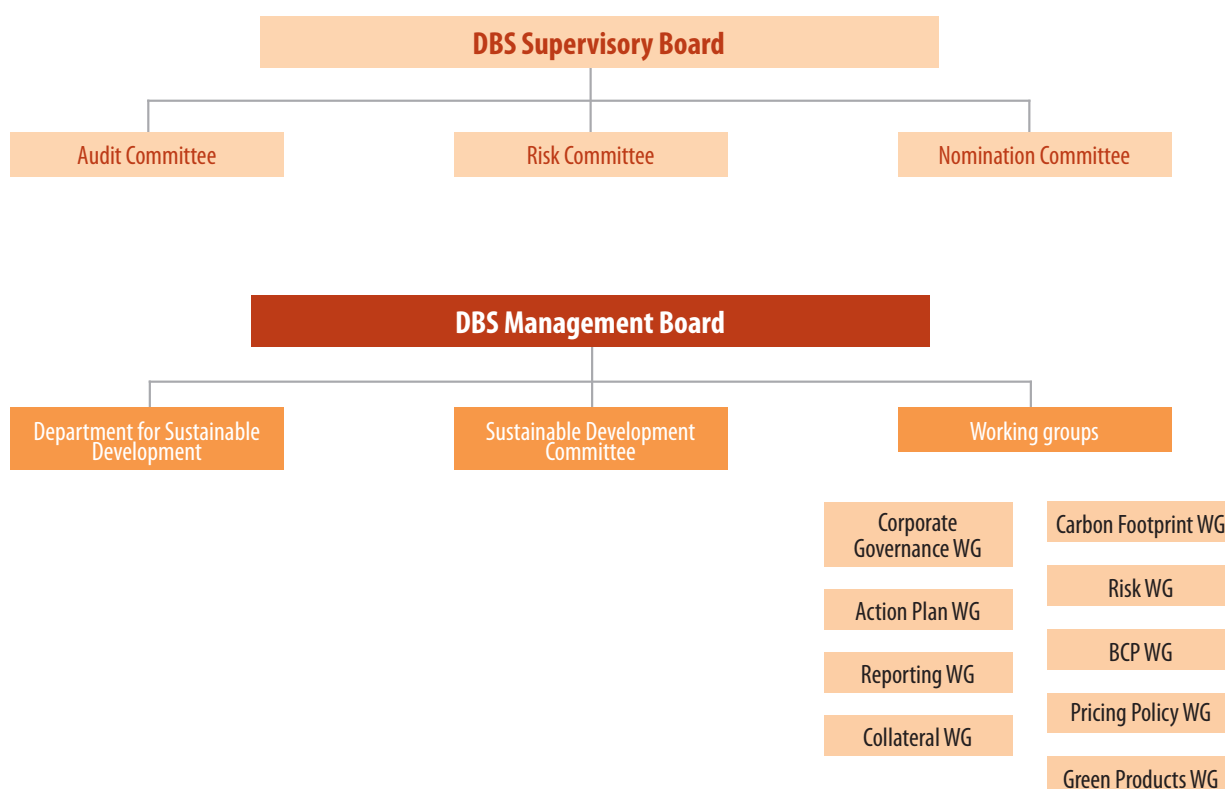 DBS Supervisory Board
Audit Committee
Risk Committee
Nomination Committee
DBS Management Board
Department for Sustainable
Development
Sustainable Development
Committee
Working groups
Corporate
Governance WG
Action Plan WG
Reporting WG
Collateral WG
Carbon Footprint WG
Risk WG
BCP WG
Pricing Policy WG
Green Products WG